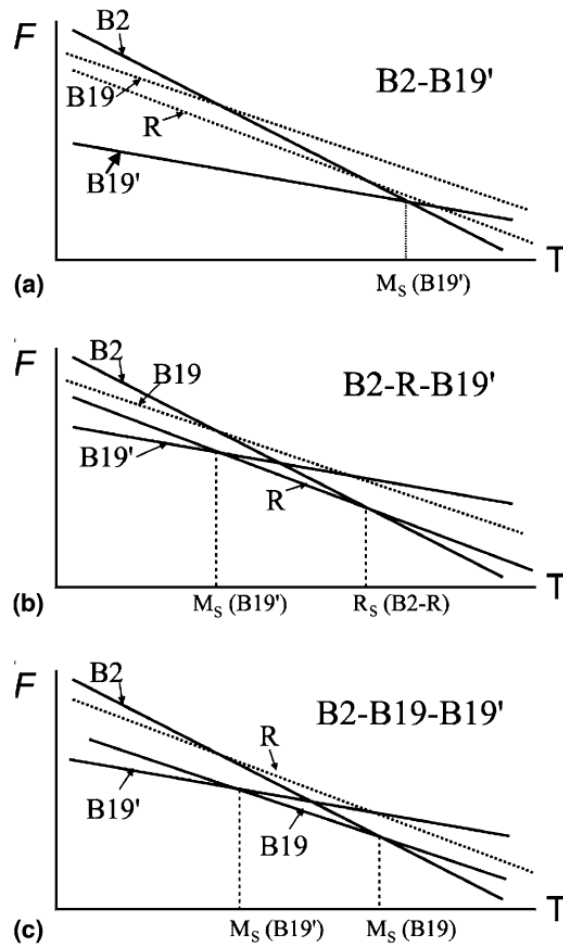 F
B2
B2-B19'
B19
R
B19'
T
M_S (B19')
(a)
F
B2
B19
B2-R-B19'
B19'
R
T
M_S (B19')
R_S (B2-R)
(b)
F
B2
B2-B19-B19'
R
B19'
B19
T
M_S (B19')
M_S (B19)
(c)